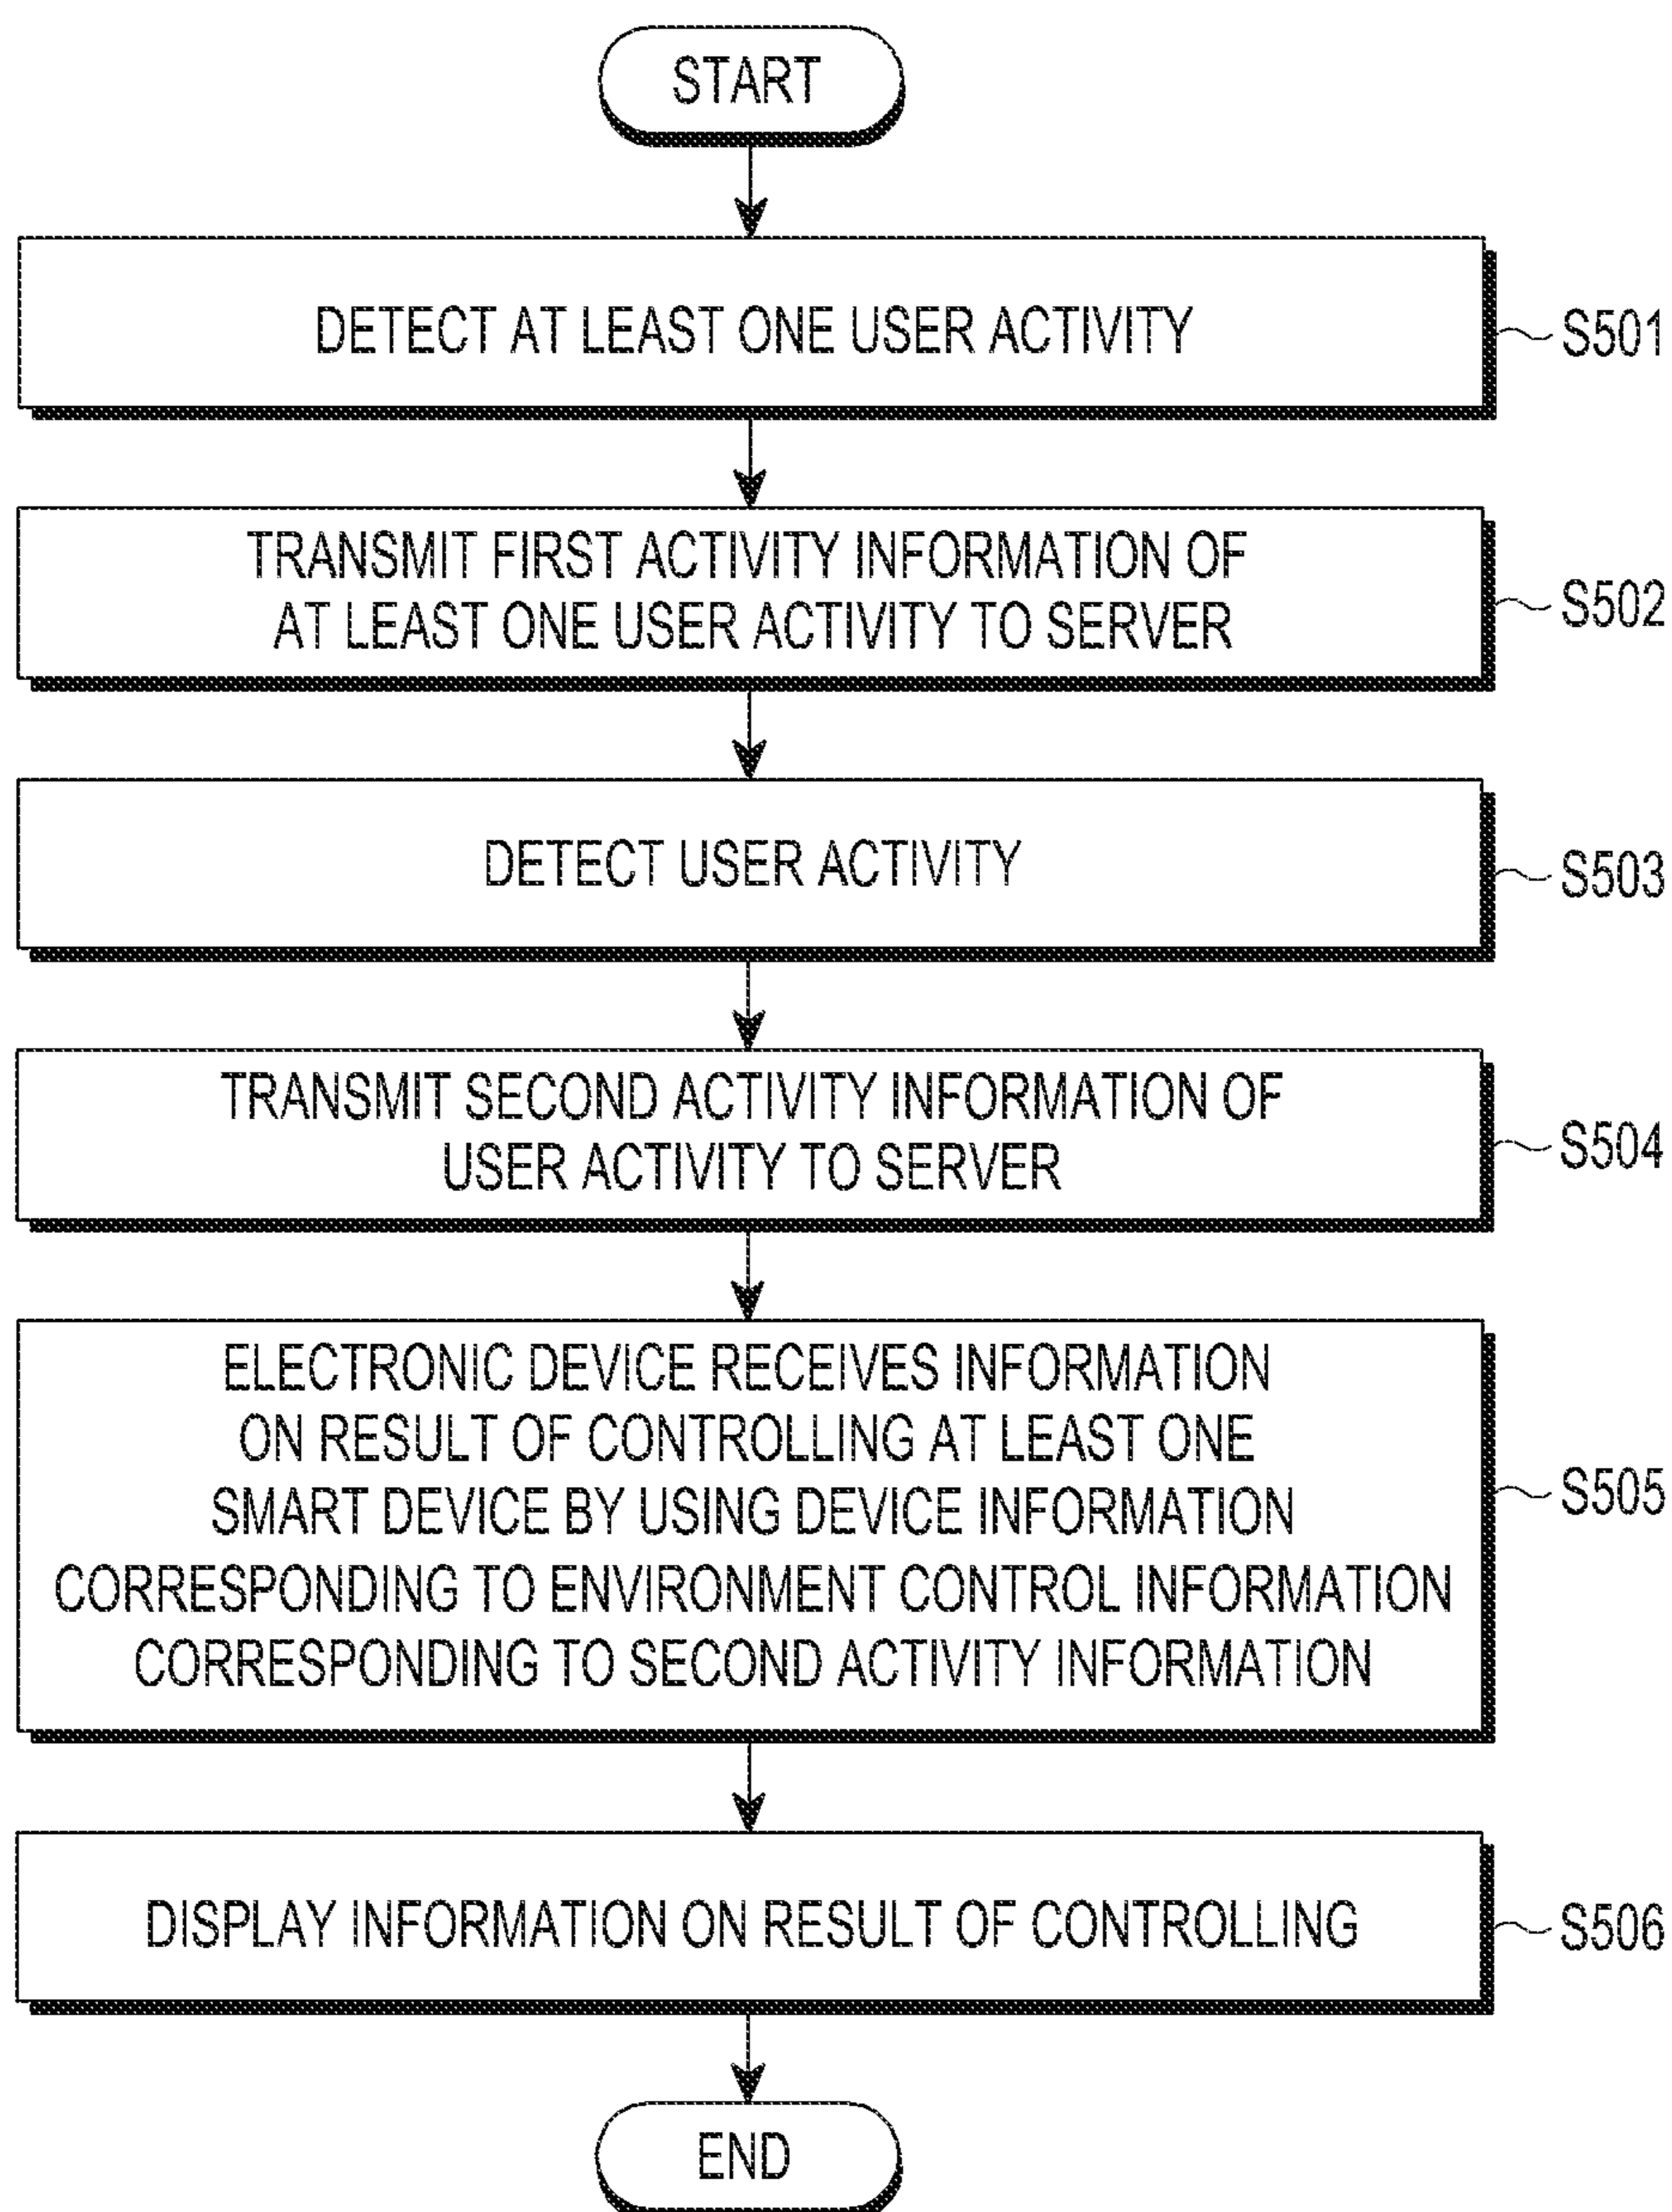 START
DETECT AT LEAST ONE USER ACTIVITY
S501
TRANSMIT FIRST ACTIVITY INFORMATION OF
AT LEAST ONE USER ACTIVITY TO SERVER
S502
DETECT USER ACTIVITY
S503
TRANSMIT SECOND ACTIVITY INFORMATION OF
USER ACTIVITY TO SERVER
S504
ELECTRONIC DEVICE RECEIVES INFORMATION
ON RESULT OF CONTROLLING AT LEAST ONE
SMART DEVICE BY USING DEVICE INFORMATION
CORRESPONDING TO ENVIRONMENT CONTROL INFORMATION
CORRESPONDING TO SECOND ACTIVITY INFORMATION
S505
DISPLAY INFORMATION ON RESULT OF CONTROLLING
S506
END